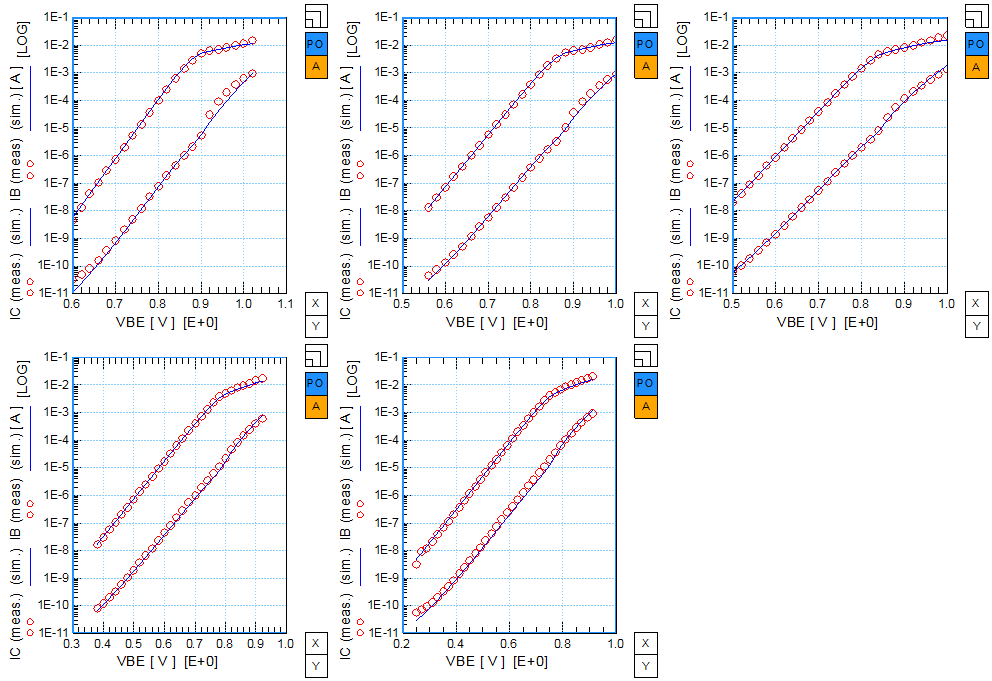 IC (meas.) (sim.) IB (meas) (sim.) [ A ] [LOG]
1E-1
1E-2
1E-3
1E-4
1E-5
1E-6
1E-7
1E-8
1E-9
1E-10
1E-11
0.6 0.7 0.8 0.9 1.0 1.1
VBE [ V ] [E+0]
PO
A
X
Y
IC (meas.) (sim.) IB (meas) (sim.) [ A ] [LOG]
1E-1
1E-2
1E-3
1E-4
1E-5
1E-6
1E-7
1E-8
1E-9
1E-10
1E-11
0.5 0.6 0.7 0.8 0.9 1.0
VBE [ V ] [E+0]
PO
A
X
Y
IC (meas.) (sim.) IB (meas) (sim.) [ A ] [LOG]
1E-1
1E-2
1E-3
1E-4
1E-5
1E-6
1E-7
1E-8
1E-9
1E-10
1E-11
0.5 0.6 0.7 0.8 0.9 1.0
VBE [ V ] [E+0]
PO
A
X
Y
IC (meas.) (sim.) IB (meas) (sim.) [ A ] [LOG]
1E-1
1E-2
1E-3
1E-4
1E-5
1E-6
1E-7
1E-8
1E-9
1E-10
1E-11
0.3 0.4 0.5 0.6 0.7 0.8 0.9 1.0
VBE [ V ] [E+0]
PO
A
X
Y
IC (meas.) (sim.) IB (meas) (sim.) [ A ] [LOG]
1E-1
1E-2
1E-3
1E-4
1E-5
1E-6
1E-7
1E-8
1E-9
1E-10
1E-11
0.2 0.4 0.6 0.8 1.0
VBE [ V ] [E+0]
PO
A
X
Y